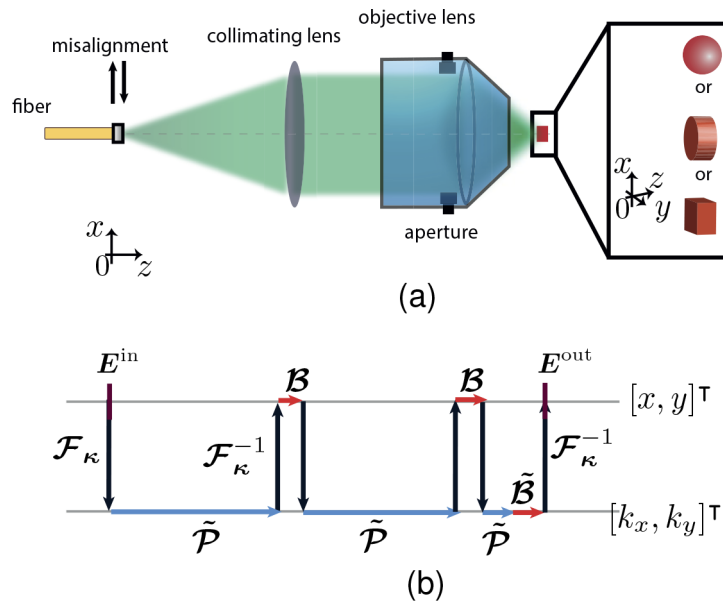 objective lens
misalignment
collimating lens
fiber
aperture
or
or
x
z
0
y
x
0
z
(a)
E^in
B
B
E^out
[x, y]^T
F_κ
F_κ^{-1}
B̃
F_κ^{-1}
P̃
P̃
P̃
[k_x, k_y]^T
(b)